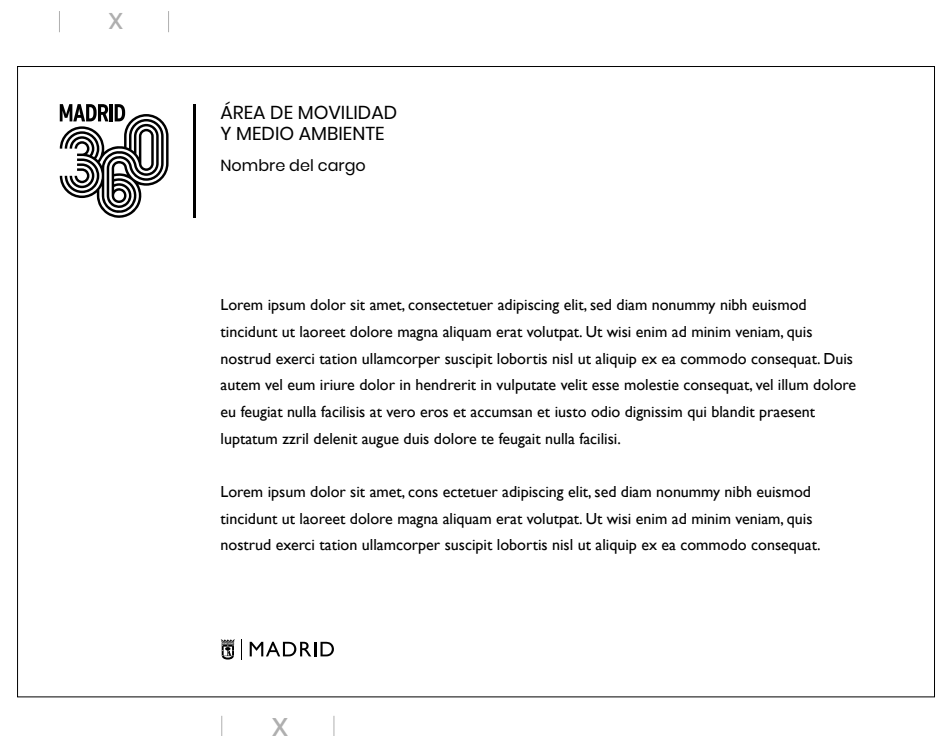 X
MADRID
360
ÁREA DE MOVILIDAD
Y MEDIO AMBIENTE
Nombre del cargo
Lorem ipsum dolor sit amet, consectetuer adipiscing elit, sed diam nonummy nibh euismod
tincidunt ut laoreet dolore magna aliquam erat volutpat. Ut wisi enim ad minim veniam, quis
nostrud exerci tation ullamcorper suscipit lobortis nisl ut aliquip ex ea commodo consequat. Duis
autem vel eum iriure dolor in hendrerit in vulputate velit esse molestie consequat, vel illum dolore
eu feugiat nulla facilisis at vero eros et accumsan et iusto odio dignissim qui blandit praesent
luptatum zzril delenit augue duis dolore te feugait nulla facilisi.
Lorem ipsum dolor sit amet, cons ectetuer adipiscing elit, sed diam nonummy nibh euismod
tincidunt ut laoreet dolore magna aliquam erat volutpat. Ut wisi enim ad minim veniam, quis
nostrud exerci tation ullamcorper suscipit lobortis nisl ut aliquip ex ea commodo consequat.
MADRID
X